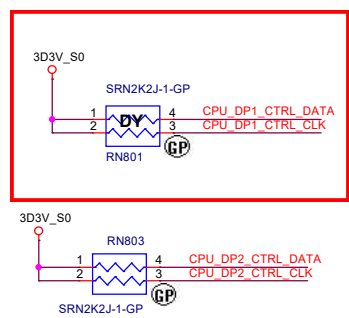 3D3V_S0
SRN2K2J-1-GP
1 DY 4 CPU_DP1_CTRL_DATA
2 3 CPU_DP1_CTRL_CLK
RN801 GP
3D3V_S0
RN803
1 4 CPU_DP2_CTRL_DATA
2 3 CPU_DP2_CTRL_CLK
SRN2K2J-1-GP GP